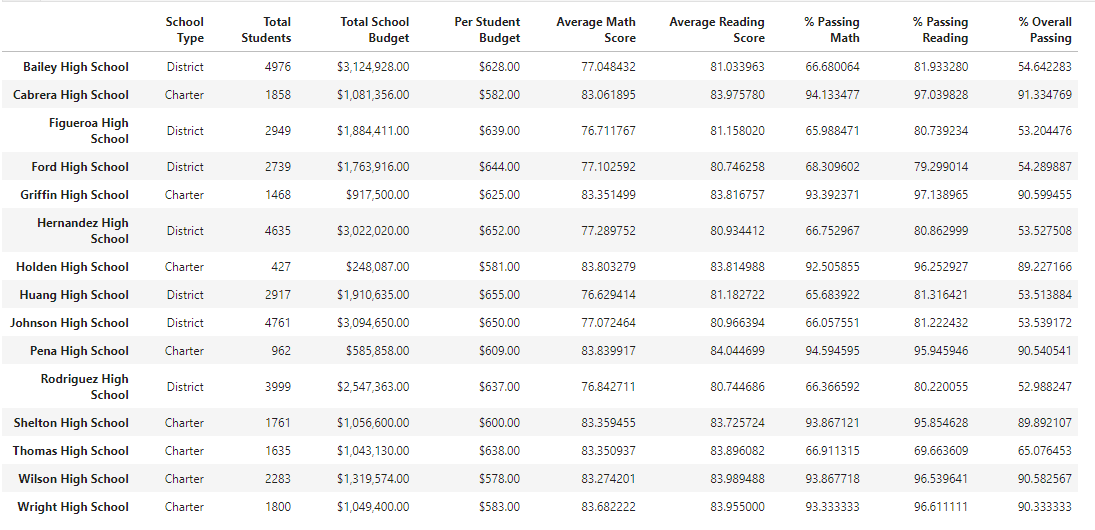 School Type Total Students Total School Budget Per Student Budget Average Math Score Average Reading Score % Passing Math % Passing Reading % Overall Passing
Bailey High School District 4976 $3,124,928.00 $628.00 77.048432 81.033963 66.680064 81.933280 54.642283
Cabrera High School Charter 1858 $1,081,356.00 $582.00 83.061895 83.975780 94.133477 97.039828 91.334769
Figueroa High School District 2949 $1,884,411.00 $639.00 76.711767 81.158020 65.988471 80.739234 53.204476
Ford High School District 2739 $1,763,916.00 $644.00 77.102592 80.746258 68.309602 79.299014 54.289887
Griffin High School Charter 1468 $917,500.00 $625.00 83.351499 83.816757 93.392371 97.138965 90.599455
Hernandez High School District 4635 $3,022,020.00 $652.00 77.289752 80.934412 66.752967 80.862999 53.527508
Holden High School Charter 427 $248,087.00 $581.00 83.803279 83.814988 92.505855 96.252927 89.227166
Huang High School District 2917 $1,910,635.00 $655.00 76.629414 81.182722 65.683922 81.316421 53.513884
Johnson High School District 4761 $3,094,650.00 $650.00 77.072464 80.966394 66.057551 81.222432 53.539172
Pena High School Charter 962 $585,858.00 $609.00 83.839917 84.044699 94.594595 95.945946 90.540541
Rodriguez High School District 3999 $2,547,363.00 $637.00 76.842711 80.744686 66.366592 80.220055 52.988247
Shelton High School Charter 1761 $1,056,600.00 $600.00 83.359455 83.725724 93.867121 95.854628 89.892107
Thomas High School Charter 1635 $1,043,130.00 $638.00 83.350937 83.896082 66.911315 69.663609 65.076453
Wilson High School Charter 2283 $1,319,574.00 $578.00 83.274201 83.989488 93.867718 96.539641 90.582567
Wright High School Charter 1800 $1,049,400.00 $583.00 83.682222 83.955000 93.333333 96.611111 90.333333